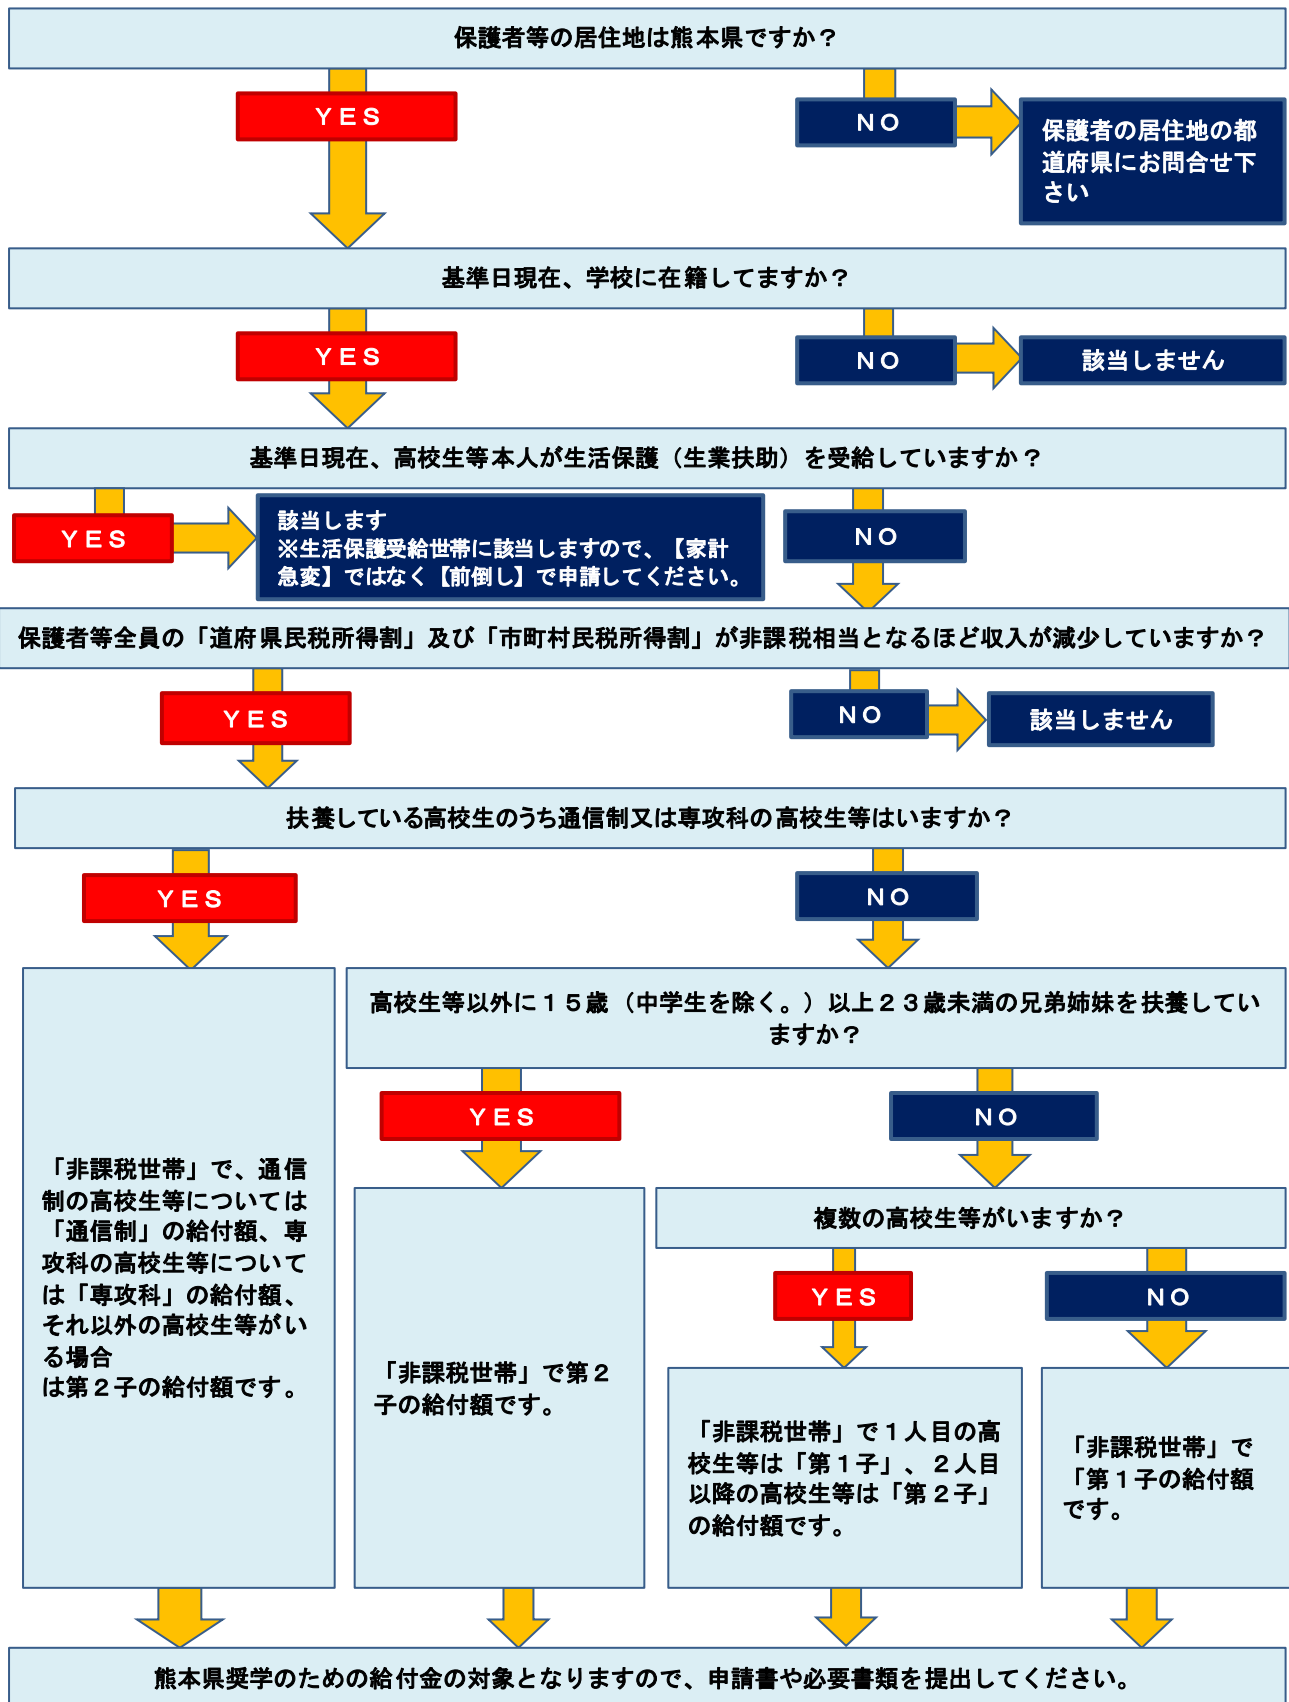 保護者等の居住地は熊本県ですか？
ＹＥＳ
ＮＯ
保護者の居住地の都
道府県にお問合せ下
さい
基準日現在、学校に在籍してますか？
ＹＥＳ
ＮＯ
該当しません
基準日現在、高校生等本人が生活保護（生業扶助）を受給していますか？
ＹＥＳ
該当します
※生活保護受給世帯に該当しますので、【家計
急変】ではなく【前倒し】で申請してください。
ＮＯ
保護者等全員の「道府県民税所得割」及び「市町村民税所得割」が非課税相当となるほど収入が減少していますか？
ＹＥＳ
ＮＯ
該当しません
扶養している高校生のうち通信制又は専攻科の高校生等はいますか？
ＹＥＳ
ＮＯ
高校生等以外に１５歳（中学生を除く。）以上２３歳未満の兄弟姉妹を扶養してい
ますか？
ＹＥＳ
ＮＯ
「非課税世帯」で、通信
制の高校生等については
「通信制」の給付額、専
攻科の高校生等について
は「専攻科」の給付額、
それ以外の高校生等がい
る場合
は第２子の給付額です。
「非課税世帯」で第２
子の給付額です。
複数の高校生等がいますか？
ＹＥＳ
ＮＯ
「非課税世帯」で１人目の高
校生等は「第１子」、２人目
以降の高校生等は「第２子」
の給付額です。
「非課税世帯」で
「第１子の給付額
です。
熊本県奨学のための給付金の対象となりますので、申請書や必要書類を提出してください。